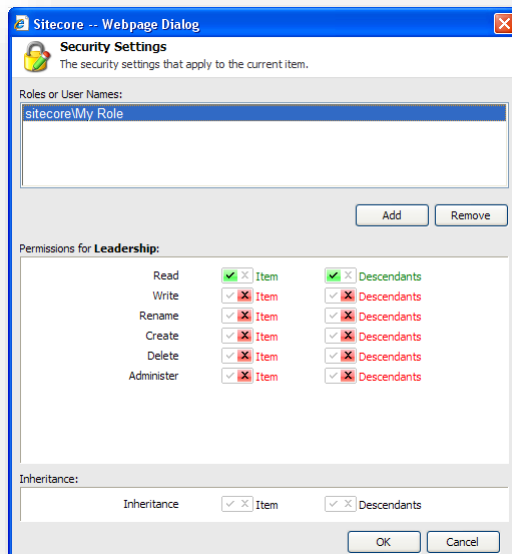 Sitecore -- Webpage Dialog
Security Settings
The security settings that apply to the current item.
Roles or User Names:
sitecore\My Role
Add Remove
Permissions for Leadership:
Read Item Descendants
Write Item Descendants
Rename Item Descendants
Create Item Descendants
Delete Item Descendants
Administer Item Descendants
Inheritance:
Inheritance Item Descendants
OK Cancel